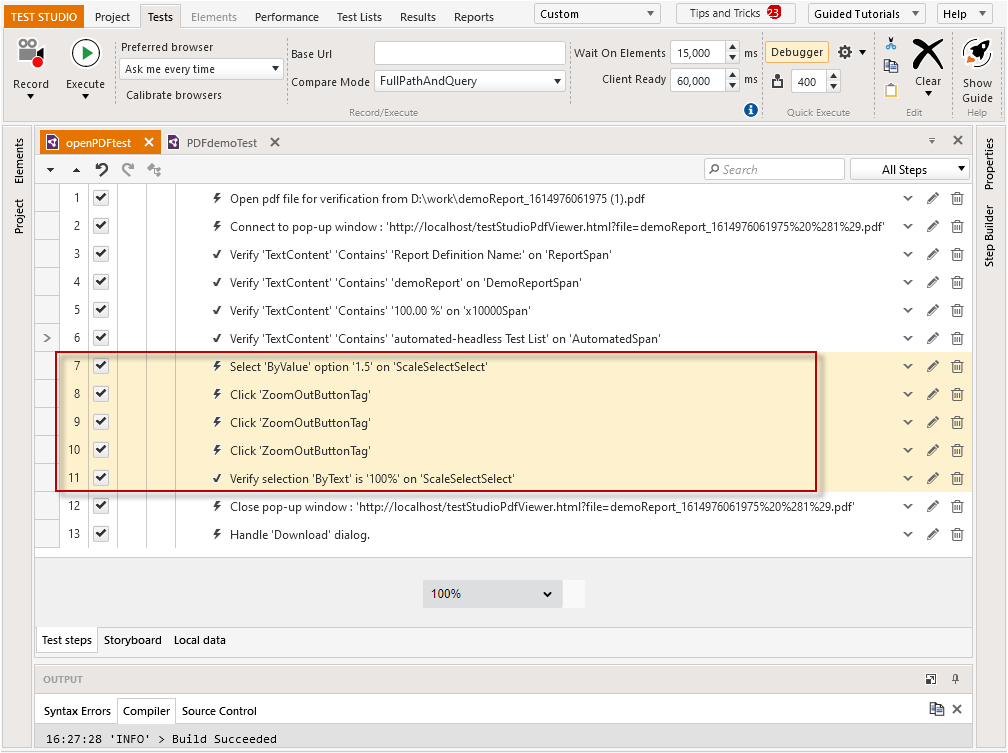 TEST STUDIO Project Tests Elements Performance Test Lists Results Reports Custom Tips and Tricks 23 Guided Tutorials Help
Record
Execute
Preferred browser
Ask me every time
Calibrate browsers
Base Url
Compare Mode FullPathAndQuery
Wait On Elements 15,000 ms
Client Ready 60,000 ms
Record/Execute
Debugger
400
Quick Execute
Clear
Edit
Show
Guide
Help
Elements
Project
openPDFtest PDFdemoTest
Search All Steps
1 Open pdf file for verification from D:\work\demoReport_1614976061975 (1).pdf
2 Connect to pop-up window : 'http://localhost/testStudioPdfViewer.html?file=demoReport_1614976061975%20%281%29.pdf'
3 Verify 'TextContent' 'Contains' 'Report Definition Name:' on 'ReportSpan'
4 Verify 'TextContent' 'Contains' 'demoReport' on 'DemoReportSpan'
5 Verify 'TextContent' 'Contains' '100.00 %' on 'x10000Span'
6 Verify 'TextContent' 'Contains' 'automated-headless Test List' on 'AutomatedSpan'
7 Select 'ByValue' option '1.5' on 'ScaleSelectSelect'
8 Click 'ZoomOutButtonTag'
9 Click 'ZoomOutButtonTag'
10 Click 'ZoomOutButtonTag'
11 Verify selection 'ByText' is '100%' on 'ScaleSelectSelect'
12 Close pop-up window : 'http://localhost/testStudioPdfViewer.html?file=demoReport_1614976061975%20%281%29.pdf'
13 Handle 'Download' dialog.
100%
Test steps Storyboard Local data
OUTPUT
Syntax Errors Compiler Source Control
16:27:28 'INFO' > Build Succeeded
Properties
Step Builder